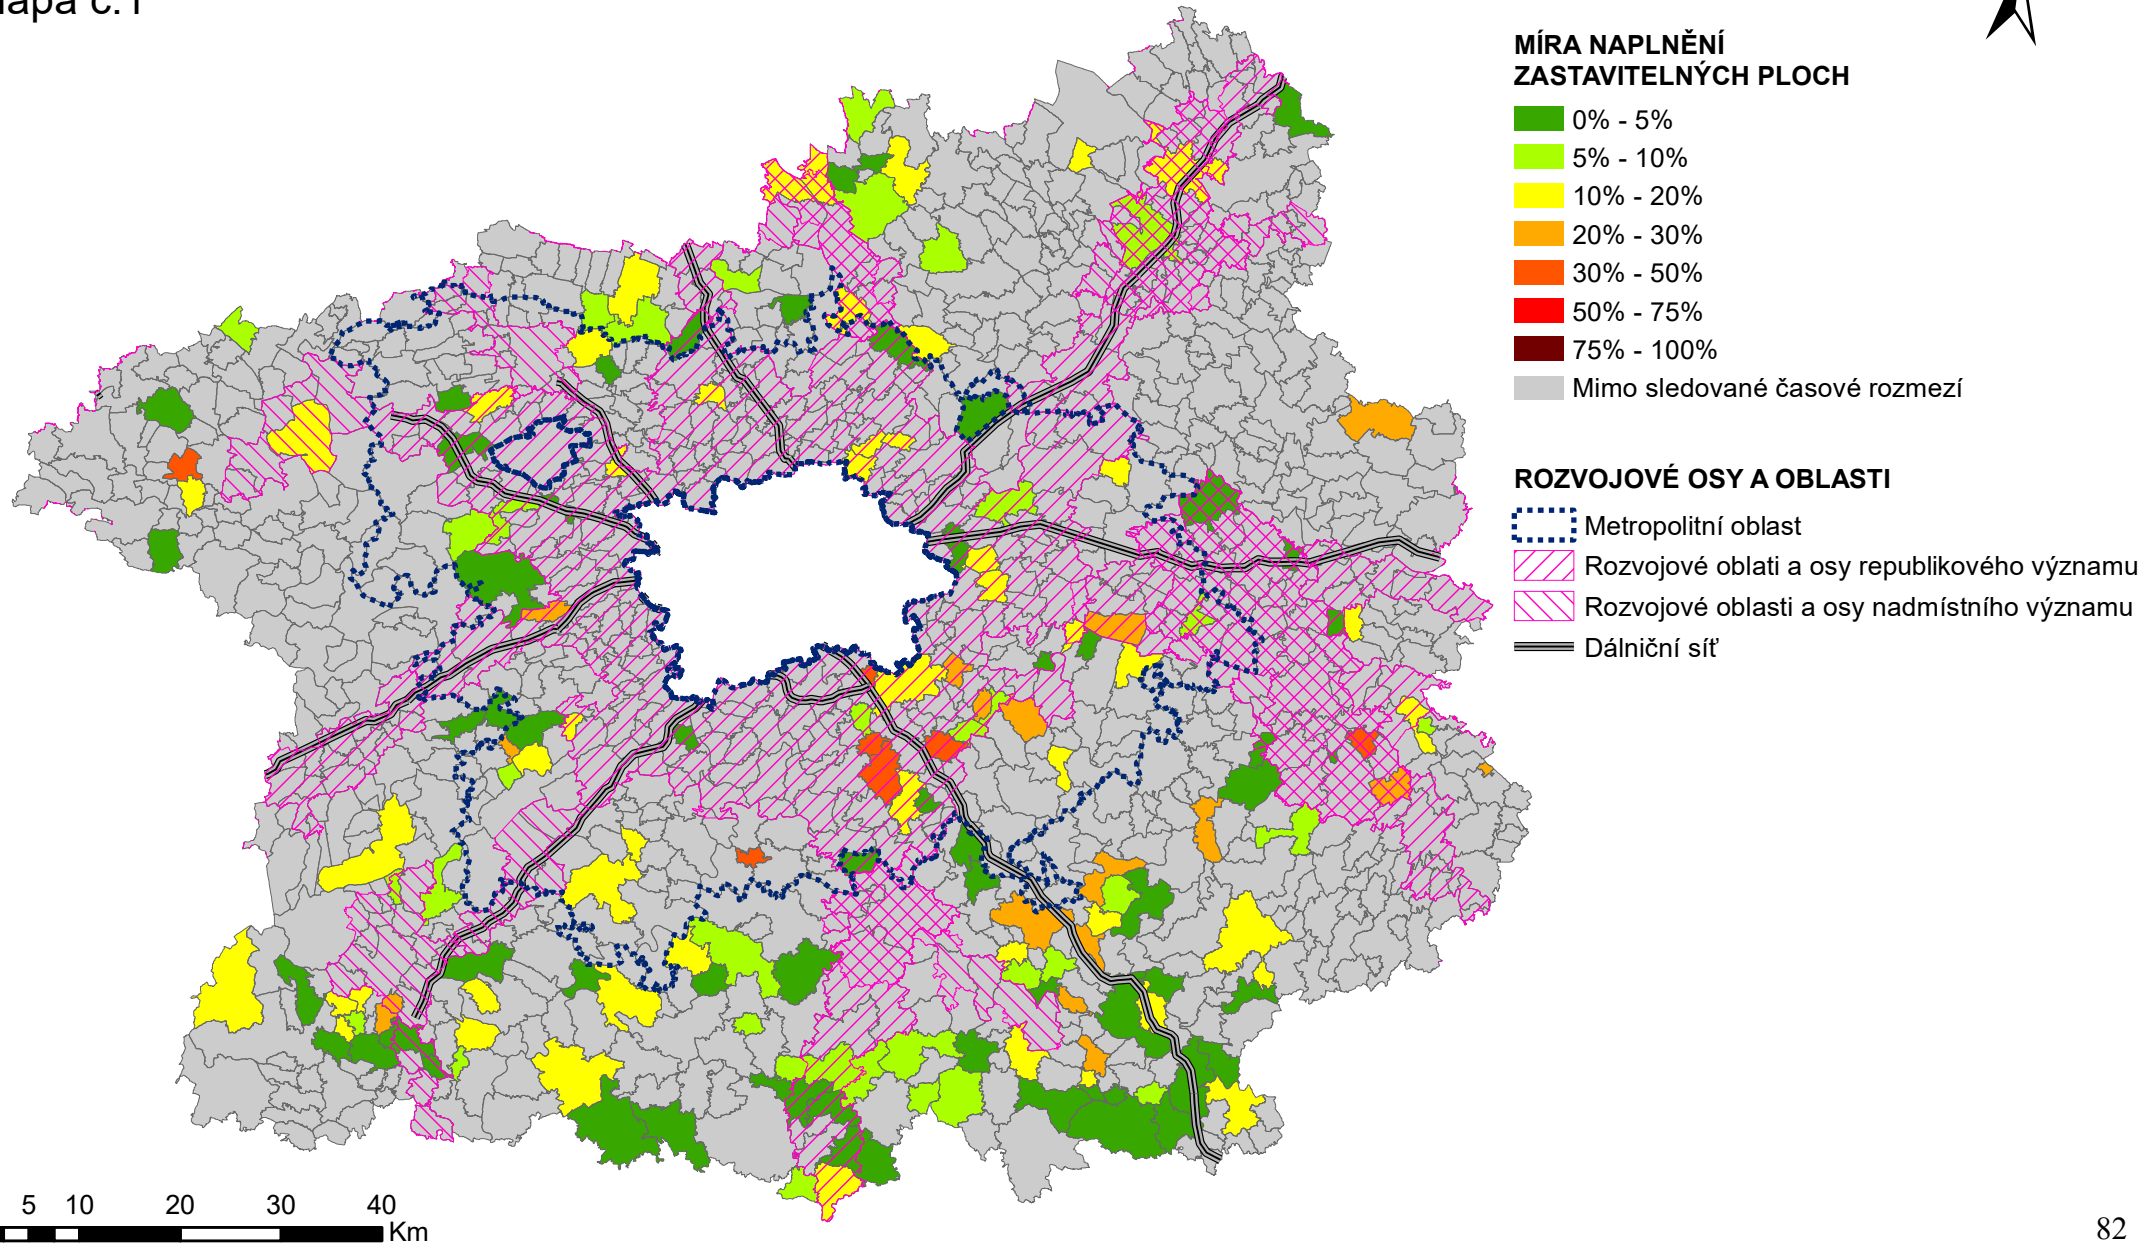 mapa č.1
MÍRA NAPLNĚNÍ
ZASTAVITELNÝCH PLOCH
0% - 5%
5% - 10%
10% - 20%
20% - 30%
30% - 50%
50% - 75%
75% - 100%
Mimo sledované časové rozmezí
ROZVOJOVÉ OSY A OBLASTI
Metropolitní oblast
Rozvojové oblati a osy republikového významu
Rozvojové oblasti a osy nadmístního významu
Dálniční síť
5 10 20 30 40
Km
82